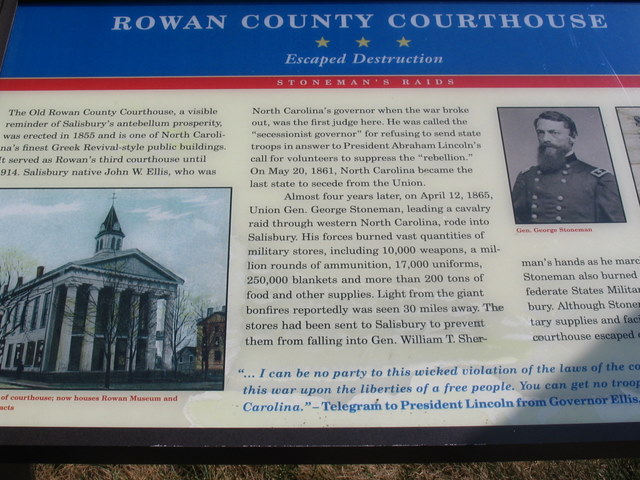 ROWAN COUNTY COURTHOUSE
Escaped Destruction
STONEMAN'S RAIDS
The Old Rowan County Courthouse, a visible
reminder of Salisbury's antebellum prosperity,
was erected in 1855 and is one of North Caroli-
na's finest Greek Revival-style public buildings.
It served as Rowan's third courthouse until
1914. Salisbury native John W. Ellis, who was
of courthouse; now houses Rowan Museum and
North Carolina's governor when the war broke
out, was the first judge here. He was called the
"secessionist governor" for refusing to send state
troops in answer to President Abraham Lincoln's
call for volunteers to suppress the "rebellion."
On May 20, 1861, North Carolina became the
last state to secede from the Union.
Almost four years later, on April 12, 1865,
Union Gen. George Stoneman, leading a cavalry
raid through western North Carolina, rode into
Salisbury. His forces burned vast quantities of
military stores, including 10,000 weapons, a mil-
lion rounds of ammunition, 17,000 uniforms,
250,000 blankets and more than 200 tons of
food and other supplies. Light from the giant
bonfires reportedly was seen 30 miles away. The
stores had been sent to Salisbury to prevent
them from falling into Gen. William T. Sher-
Gen. George Stoneman
man's hands as he marc
Stoneman also burned
federate States Milita
bury. Although Stone
tary supplies and faci
courthouse escaped
"... I can be no party to this wicked violation of the laws of the co
this war upon the liberties of a free people. You can get no troop
Carolina." – Telegram to President Lincoln from Governor Ellis.